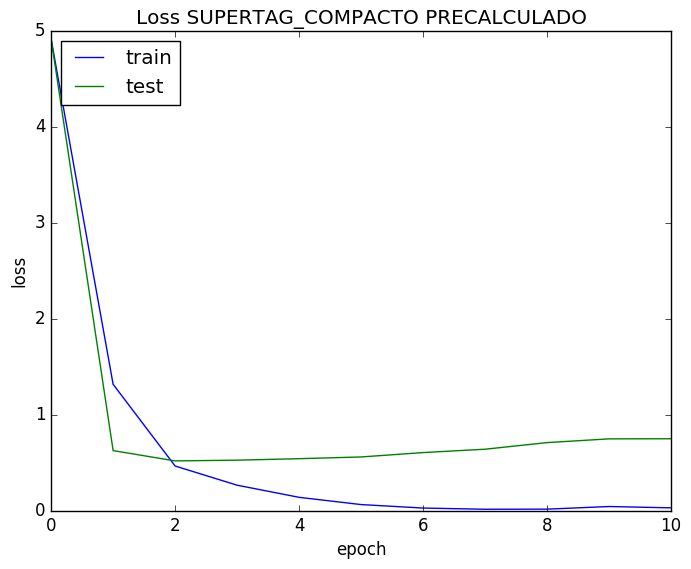 Loss SUPERTAG_COMPACTO PRECALCULADO
train
test
5
4
3
2
1
0
loss
0 2 4 6 8 10
epoch